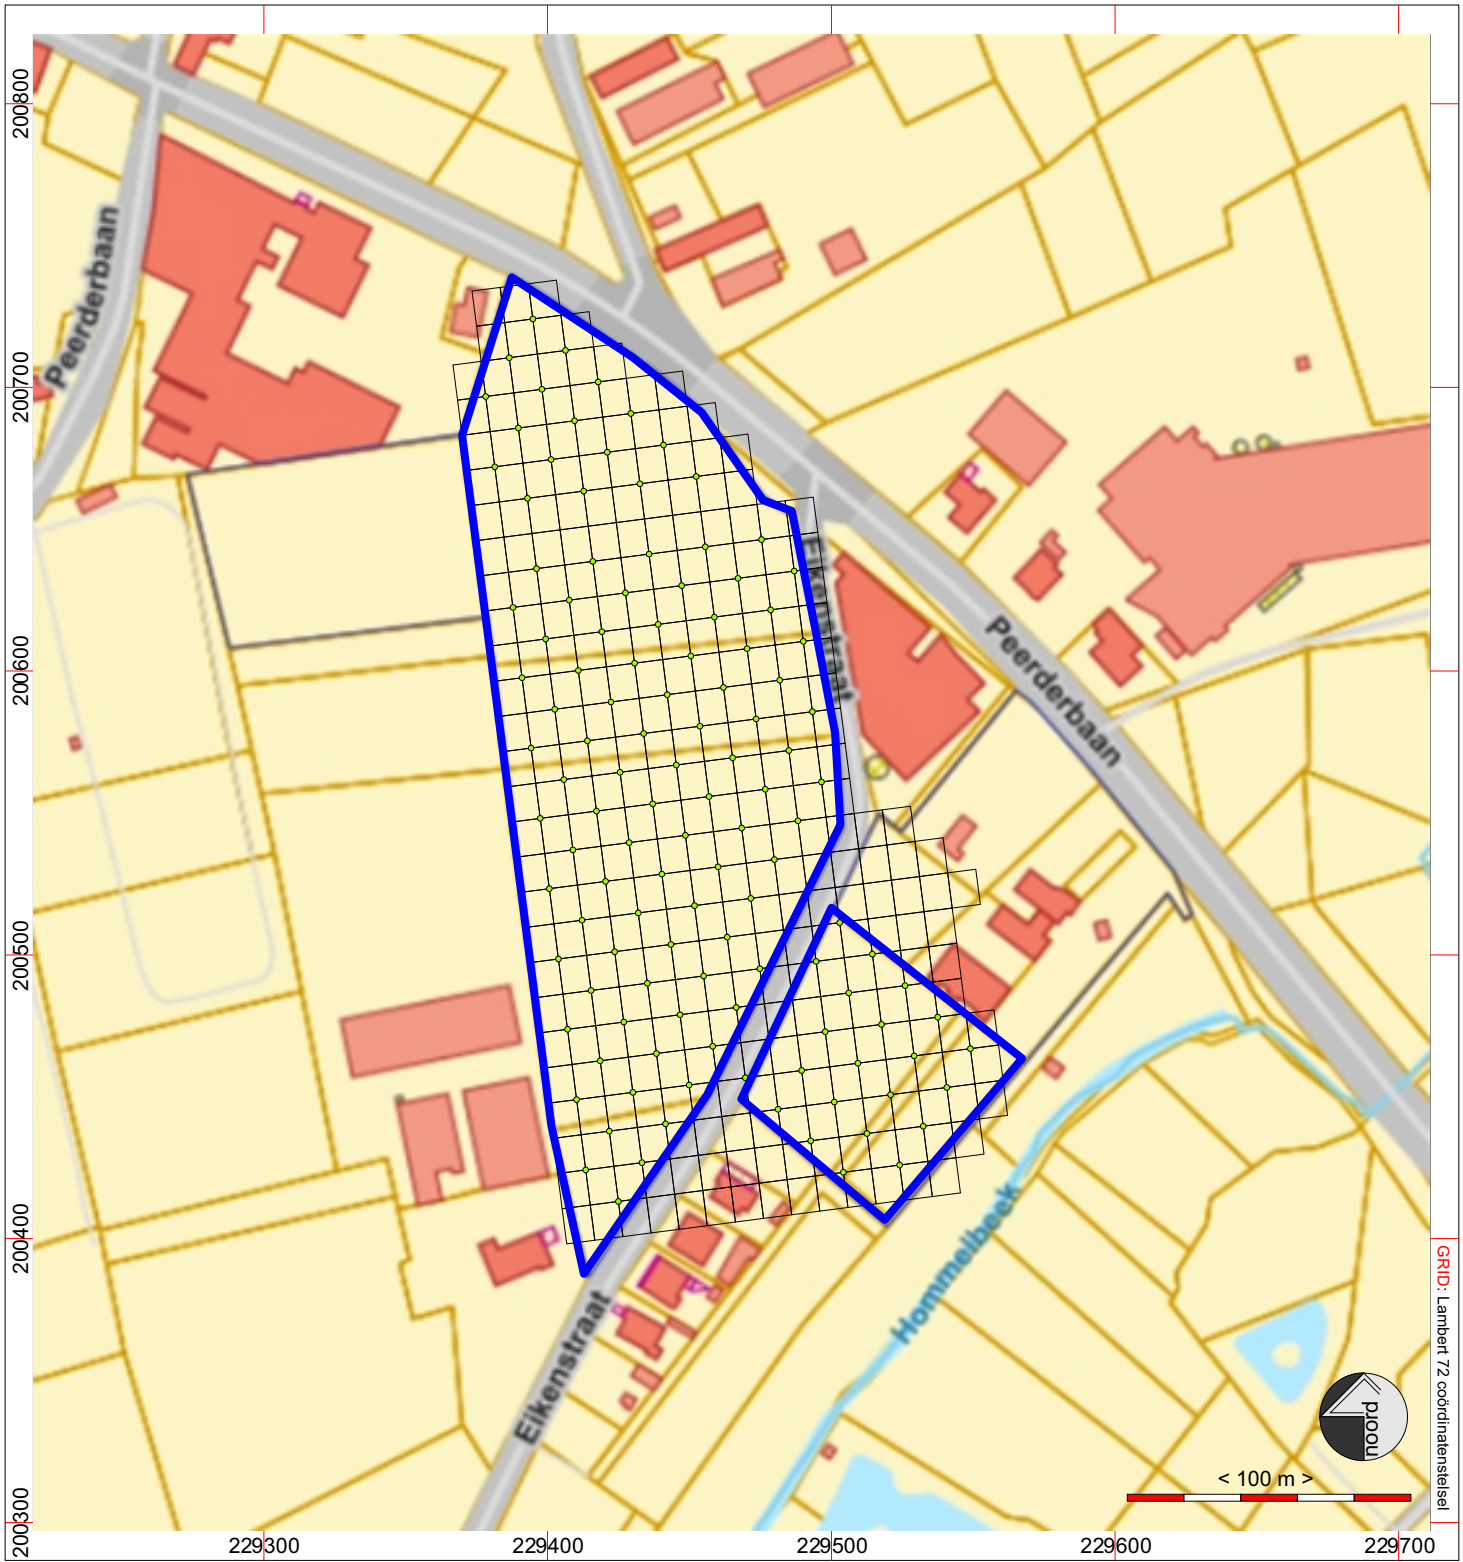 200800
200700
200600
200500
200400
200300
Peerderbaan
Eikenstraat
Peerderbaan
Hommelbeek
Eikenstraat
noord
< 100 m >
GRID: Lambert 72 coördinatenstelsel
229300
229400
229500
229600
229700